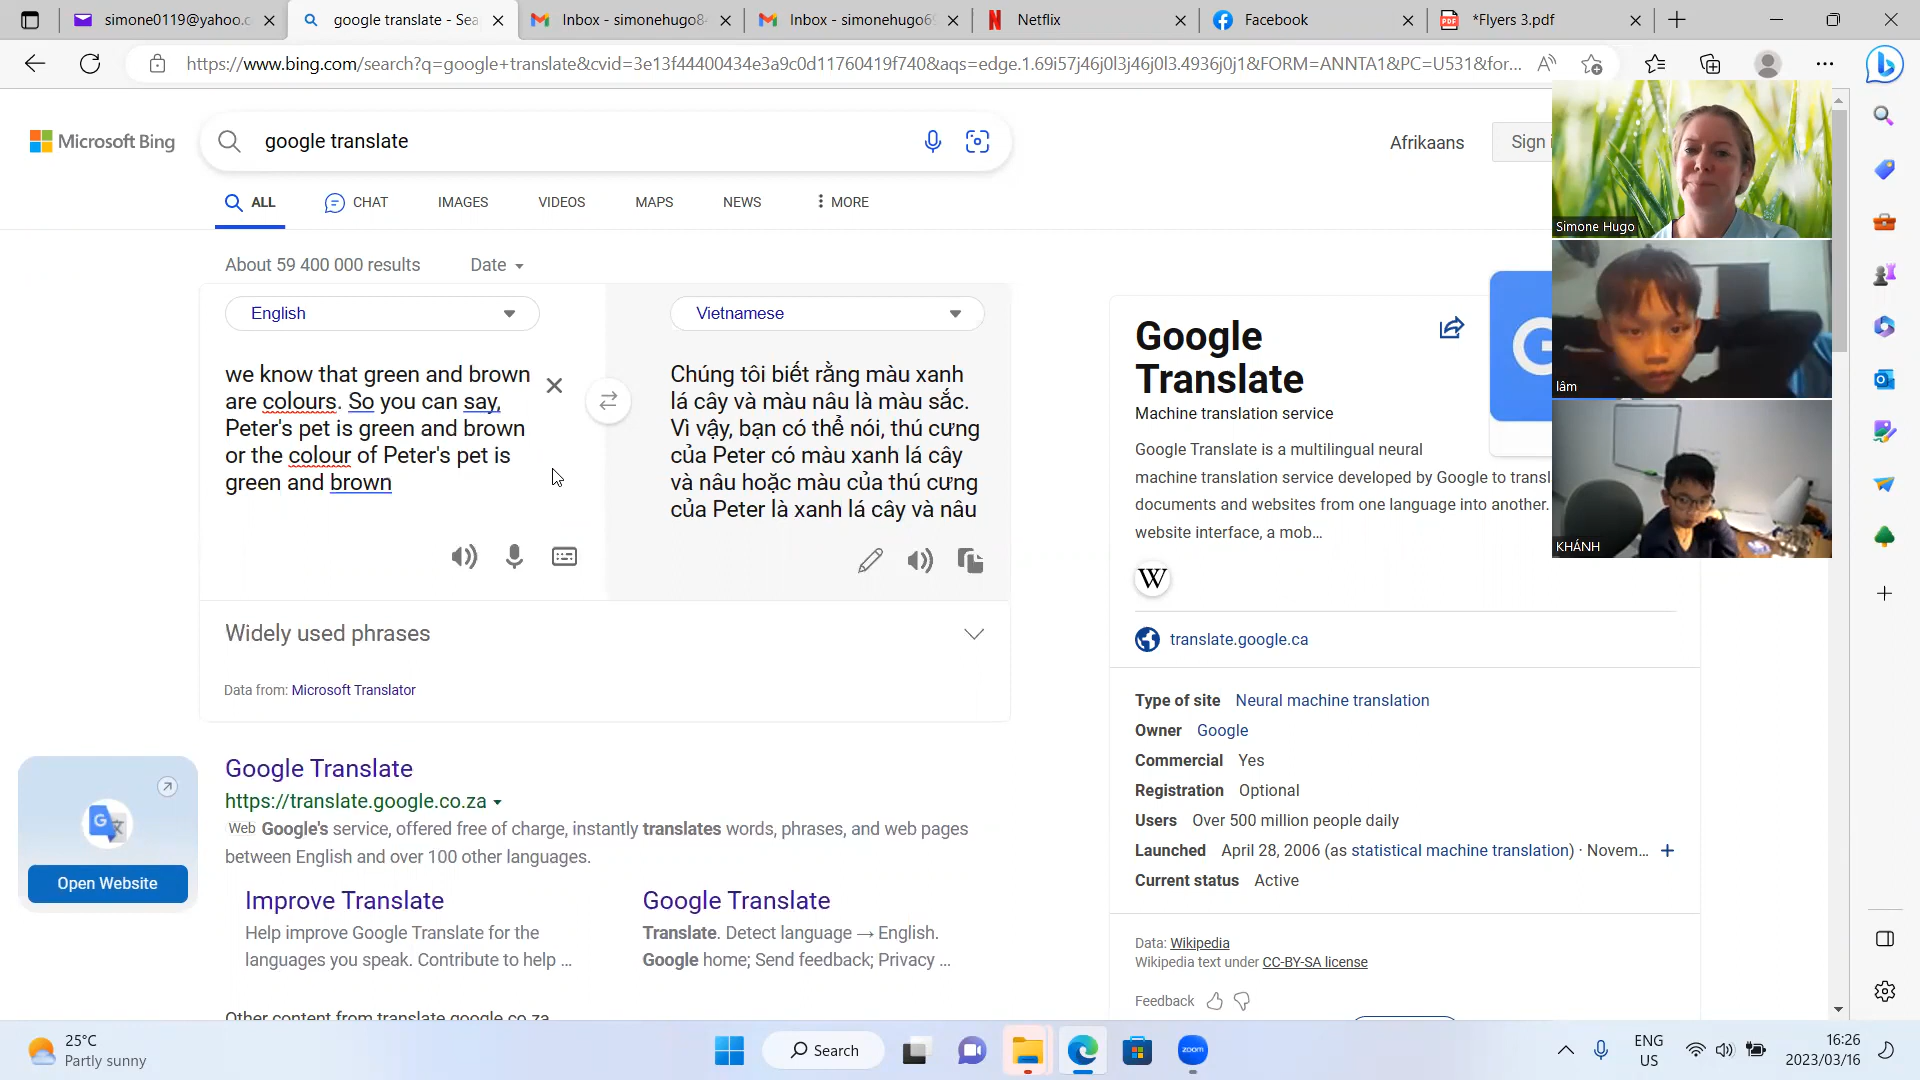 simone0119@yahoo.c
google translate - Sea
Inbox - simonehugo8
Inbox - simonehugo6
Netflix
Facebook
*Flyers 3.pdf
https://www.bing.com/search?q=google+translate&cvid=3e13f44400434e3a9c0d11760419f740&aqs=edge.1.69i57j46j0l3j46j0l3.4936j0j1&FORM=ANNTA1&PC=U531&for...
Microsoft Bing
google translate
Afrikaans
Sign i
ALL
CHAT
IMAGES
VIDEOS
MAPS
NEWS
MORE
Simone Hugo
About 59 400 000 results
Date
English
Vietnamese
we know that green and brown
are colours. So you can say,
Peter's pet is green and brown
or the colour of Peter's pet is
green and brown
Chúng tôi biết rằng màu xanh
lá cây và màu nâu là màu sắc.
Vì vậy, bạn có thể nói, thú cưng
của Peter có màu xanh lá cây
và nâu hoặc màu của thú cưng
của Peter là xanh lá cây và nâu
Google
Translate
Machine translation service
Google Translate is a multilingual neural
machine translation service developed by Google to transl
documents and websites from one language into another.
website interface, a mob...
lâm
KHÁNH
W
Widely used phrases
translate.google.ca
Data from: Microsoft Translator
Type of site Neural machine translation
Owner Google
Commercial Yes
Registration Optional
Users Over 500 million people daily
Launched April 28, 2006 (as statistical machine translation) · Novem...
Current status Active
Google Translate
https://translate.google.co.za
Web Google's service, offered free of charge, instantly translates words, phrases, and web pages
between English and over 100 other languages.
Open Website
Improve Translate
Help improve Google Translate for the
languages you speak. Contribute to help ...
Google Translate
Translate. Detect language → English.
Google home; Send feedback; Privacy ...
Data: Wikipedia
Wikipedia text under CC-BY-SA license
Feedback
Other content from translate.google.co.za
25°C
Partly sunny
Search
zoom
ENG
US
16:26
2023/03/16